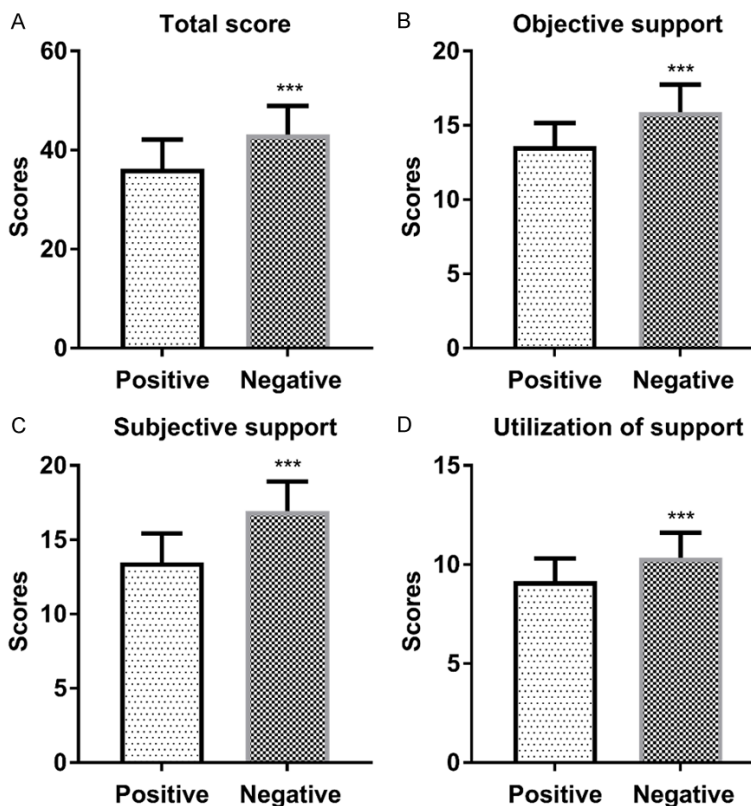 A
Total score
Scores
60
40
20
0
***
Positive
Negative
B
Objective support
Scores
20
15
10
5
0
***
Positive
Negative
C
Subjective support
Scores
20
15
10
5
0
***
Positive
Negative
D
Utilization of support
Scores
15
10
5
0
***
Positive
Negative